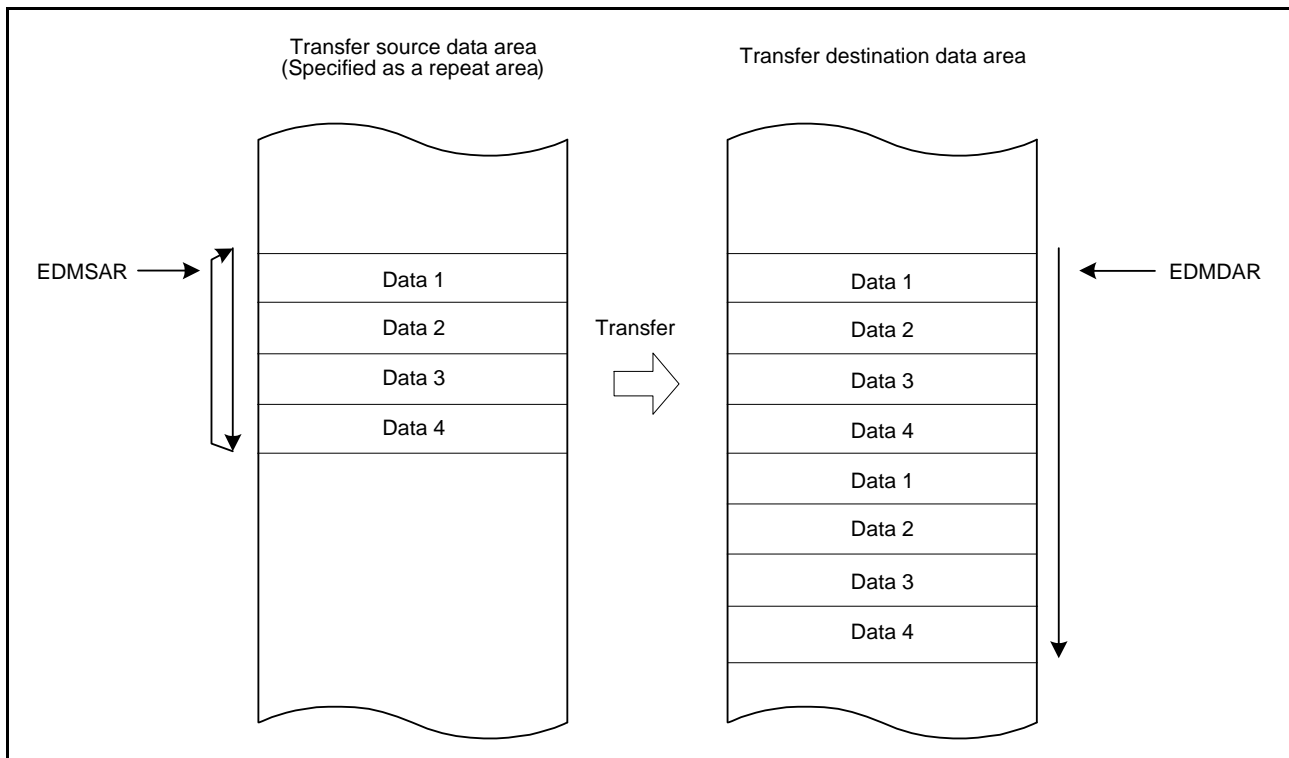 Transfer source data area
(Specified as a repeat area)
Transfer destination data area
EDMSAR
Data 1
Data 2
Data 3
Data 4
Transfer
Data 1
Data 2
Data 3
Data 4
Data 1
Data 2
Data 3
Data 4
EDMDAR